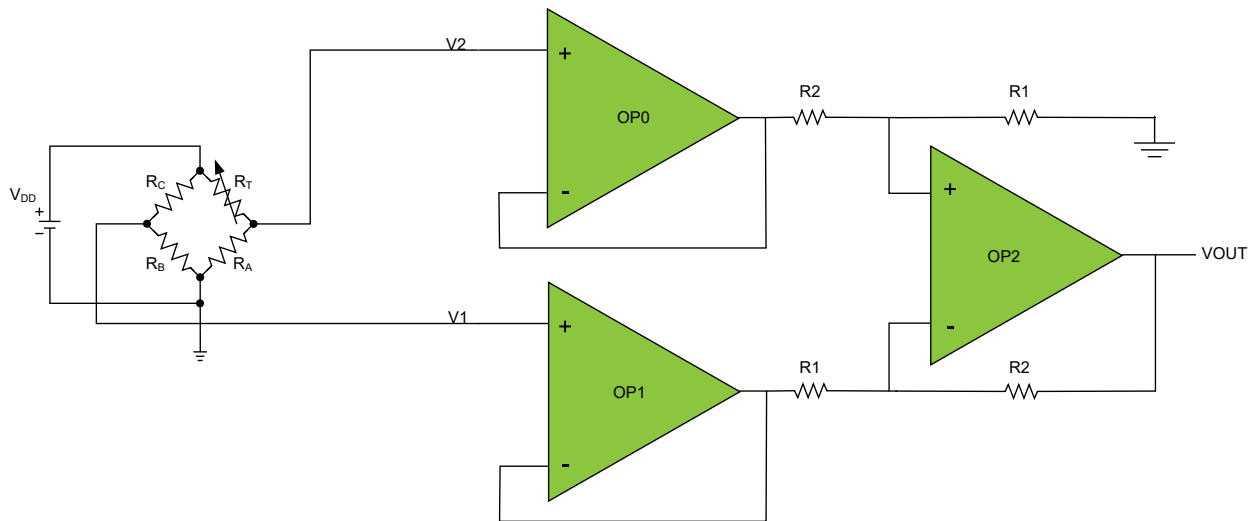 V2
+
OP0
-
R2
R1
VDD
+
-
RC
RT
RB
RA
+
OP2
-
VOUT
V1
+
OP1
-
R1
R2